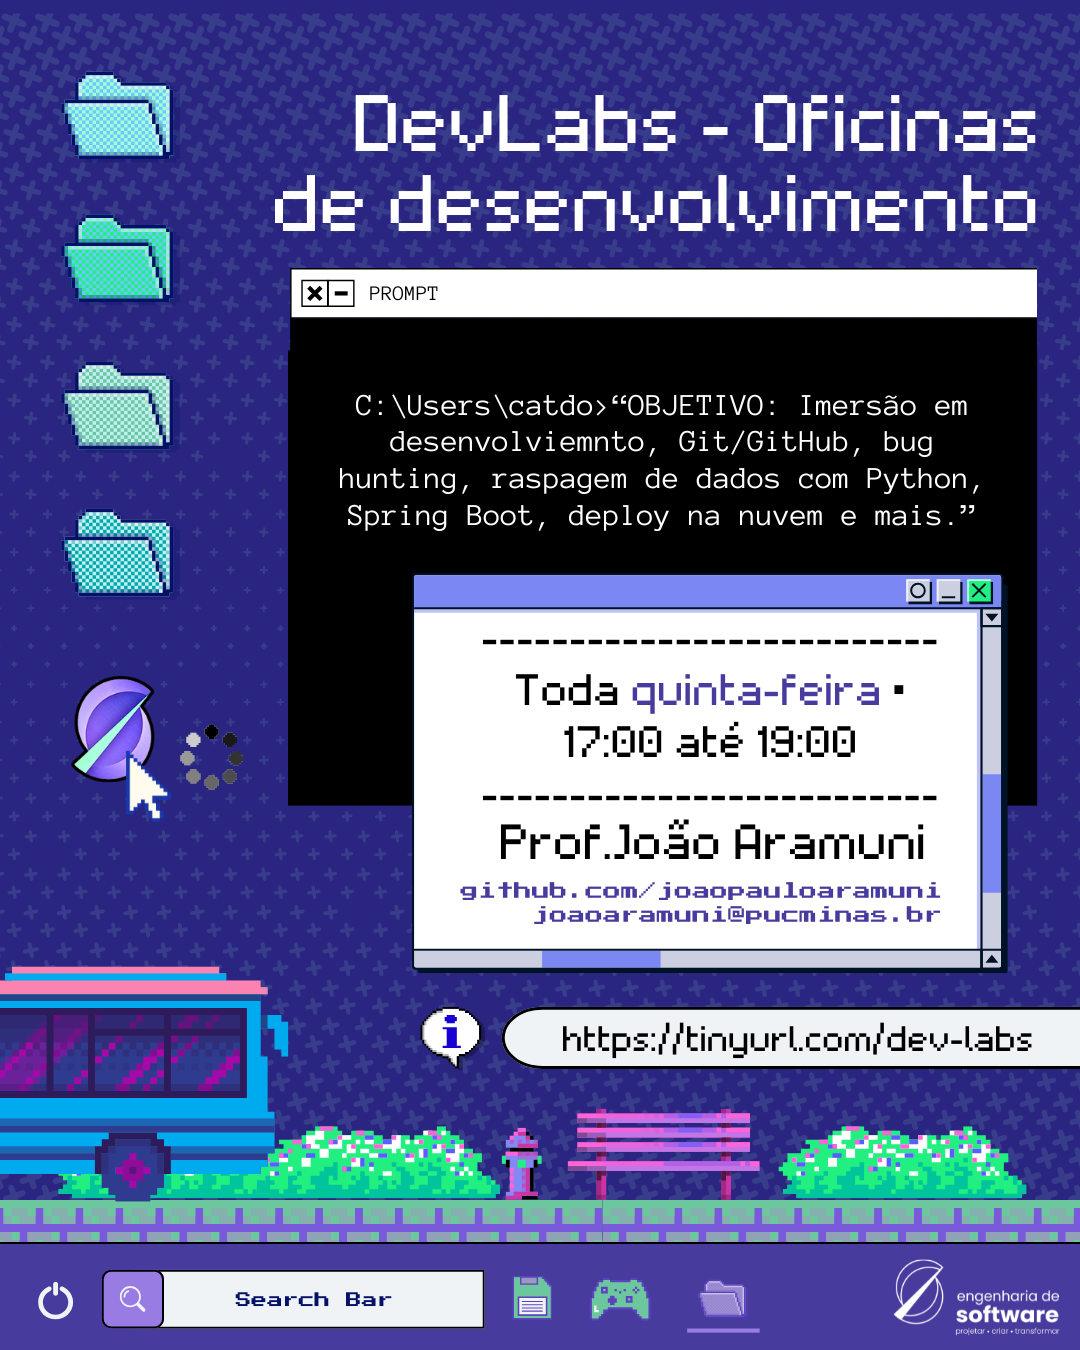 DevLabs - Oficinas
de desenvolvimento
PROMPT
C:\Users\catdo>“OBJETIVO: Imersão em
desenvolviemnto, Git/GitHub, bug
hunting, raspagem de dados com Python,
Spring Boot, deploy na nuvem e mais.”
--------------------------
Toda quinta-feira ▪
17:00 até 19:00
--------------------------
Prof.João Aramuni
github.com/joaopauloaramuni
joaoaramuni@pucminas.br
i
https://tinyurl.com/dev-labs
Search Bar
engenharia de
software
projetar • criar • transformar